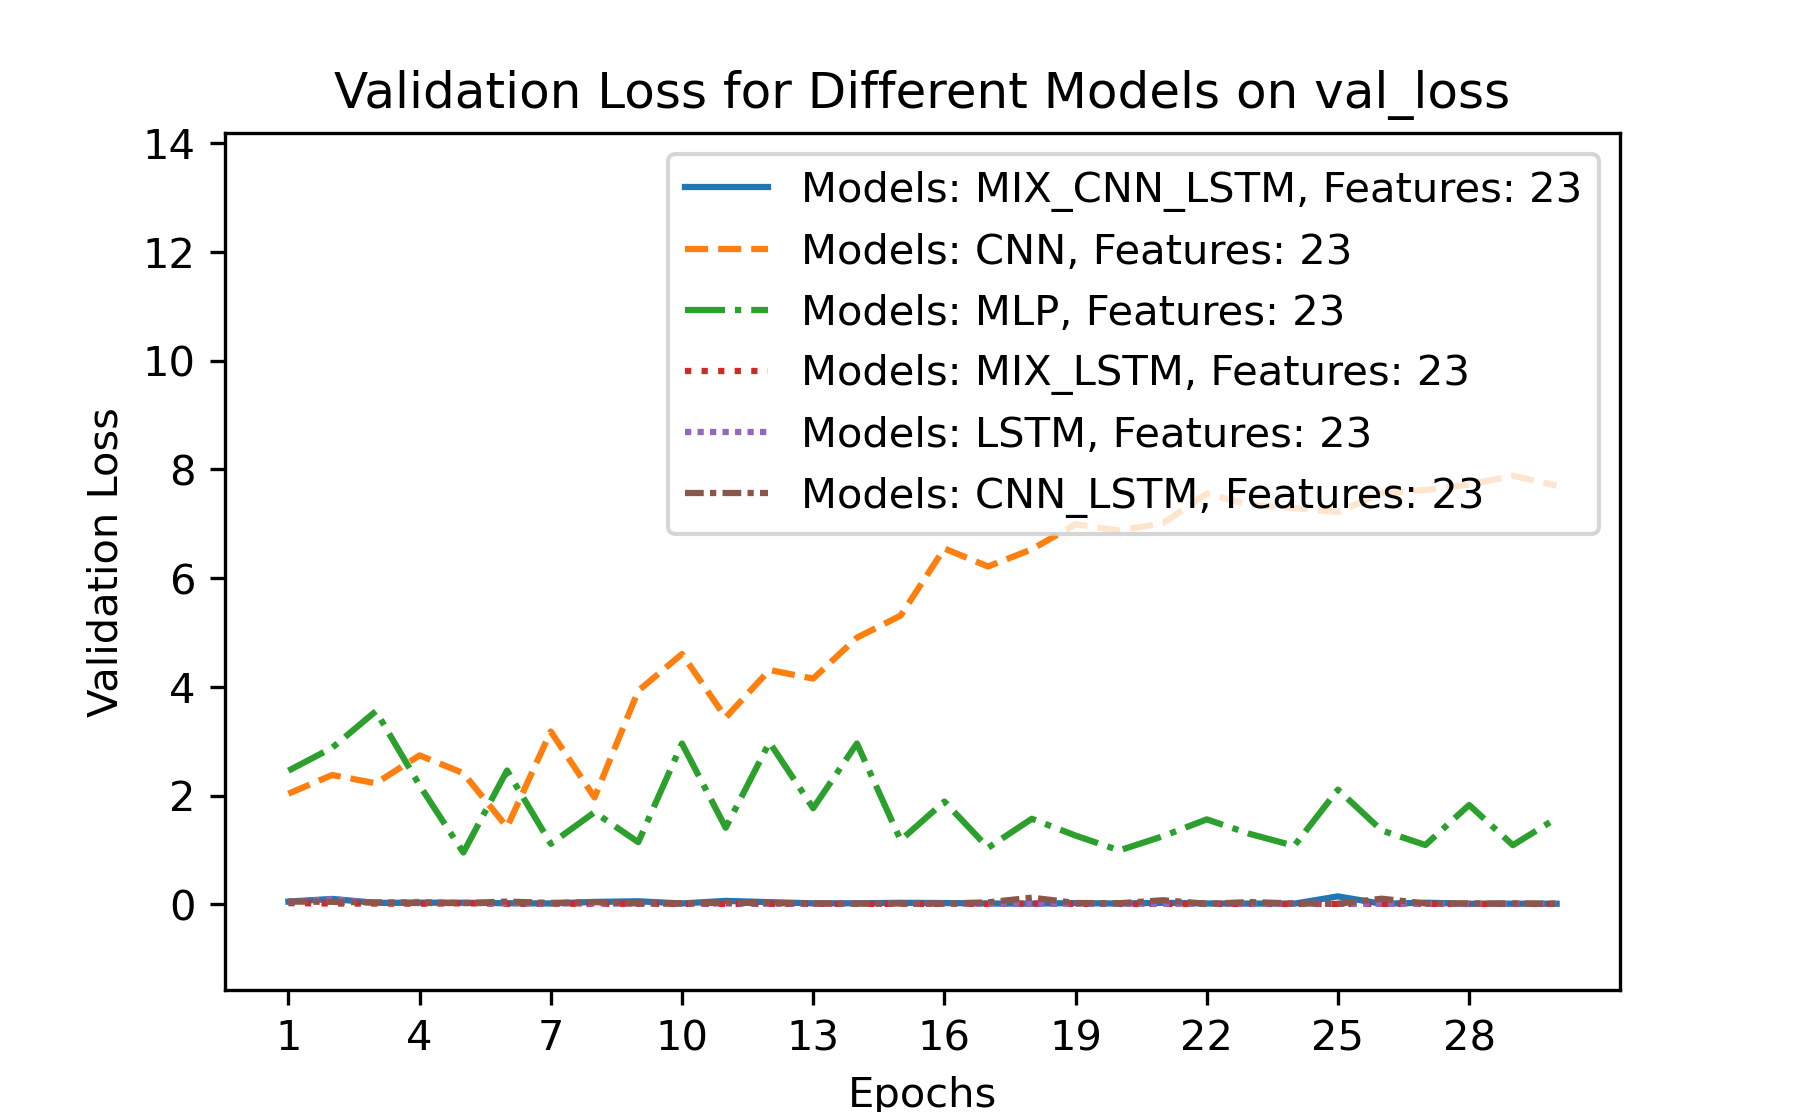 Validation Loss for Different Models on val_loss
14
12
10
8
6
4
2
0
Validation Loss
Models: MIX_CNN_LSTM, Features: 23
Models: CNN, Features: 23
Models: MLP, Features: 23
Models: MIX_LSTM, Features: 23
Models: LSTM, Features: 23
Models: CNN_LSTM, Features: 23
1 4 7 10 13 16 19 22 25 28
Epochs